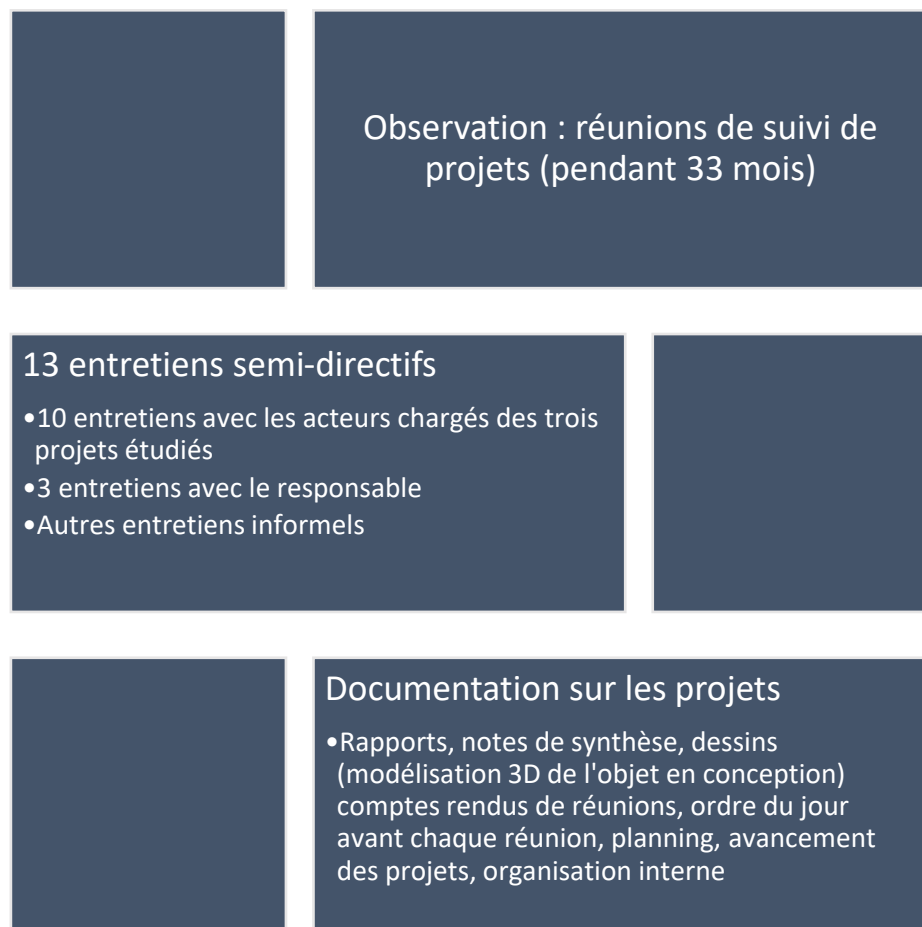 Observation : réunions de suivi de
projets (pendant 33 mois)
13 entretiens semi-directifs
•10 entretiens avec les acteurs chargés des trois
projets étudiés
•3 entretiens avec le responsable
•Autres entretiens informels
Documentation sur les projets
•Rapports, notes de synthèse, dessins
(modélisation 3D de l'objet en conception)
comptes rendus de réunions, ordre du jour
avant chaque réunion, planning, avancement
des projets, organisation interne